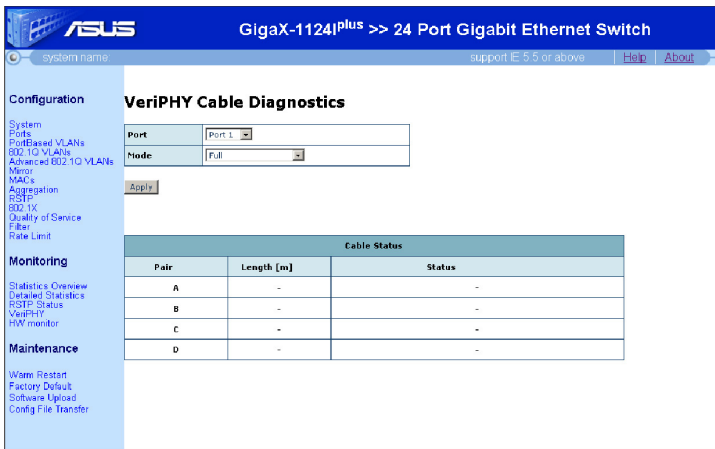 ASUS
GigaX-1124Iplus >> 24 Port Gigabit Ethernet Switch
system name:
support IE 5.5 or above
Help
About
Configuration
System
Ports
PortBased VLANs
802.1Q VLANs
Advanced 802.1Q VLANs
Mirror
MACs
Aggregation
RSTP
802.1X
Quality of Service
Filter
Rate Limit
Monitoring
Statistics Overview
Detailed Statistics
RSTP Status
VeriPHY
HW monitor
Maintenance
Warm Restart
Factory Default
Software Upload
Config File Transfer
VeriPHY Cable Diagnostics
Port Port 1
Mode Full
Apply
Cable Status
Pair Length [m] Status
A - -
B - -
C - -
D - -